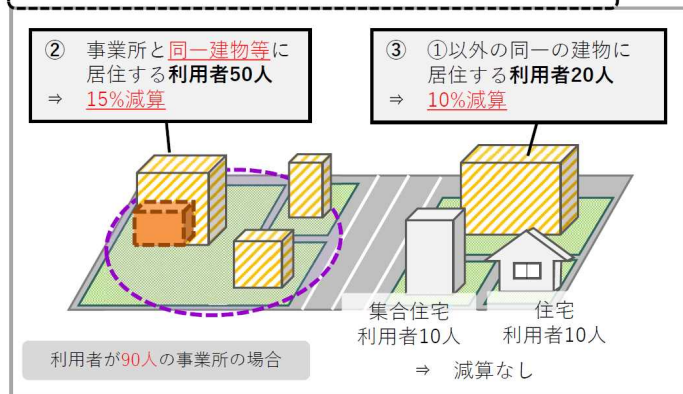 ② 事業所と同一建物等に
居住する利用者50人
⇒ 15%減算
③ ①以外の同一の建物に
居住する利用者20人
⇒ 10%減算
集合住宅
利用者10人
住宅
利用者10人
⇒ 減算なし
利用者が90人の事業所の場合